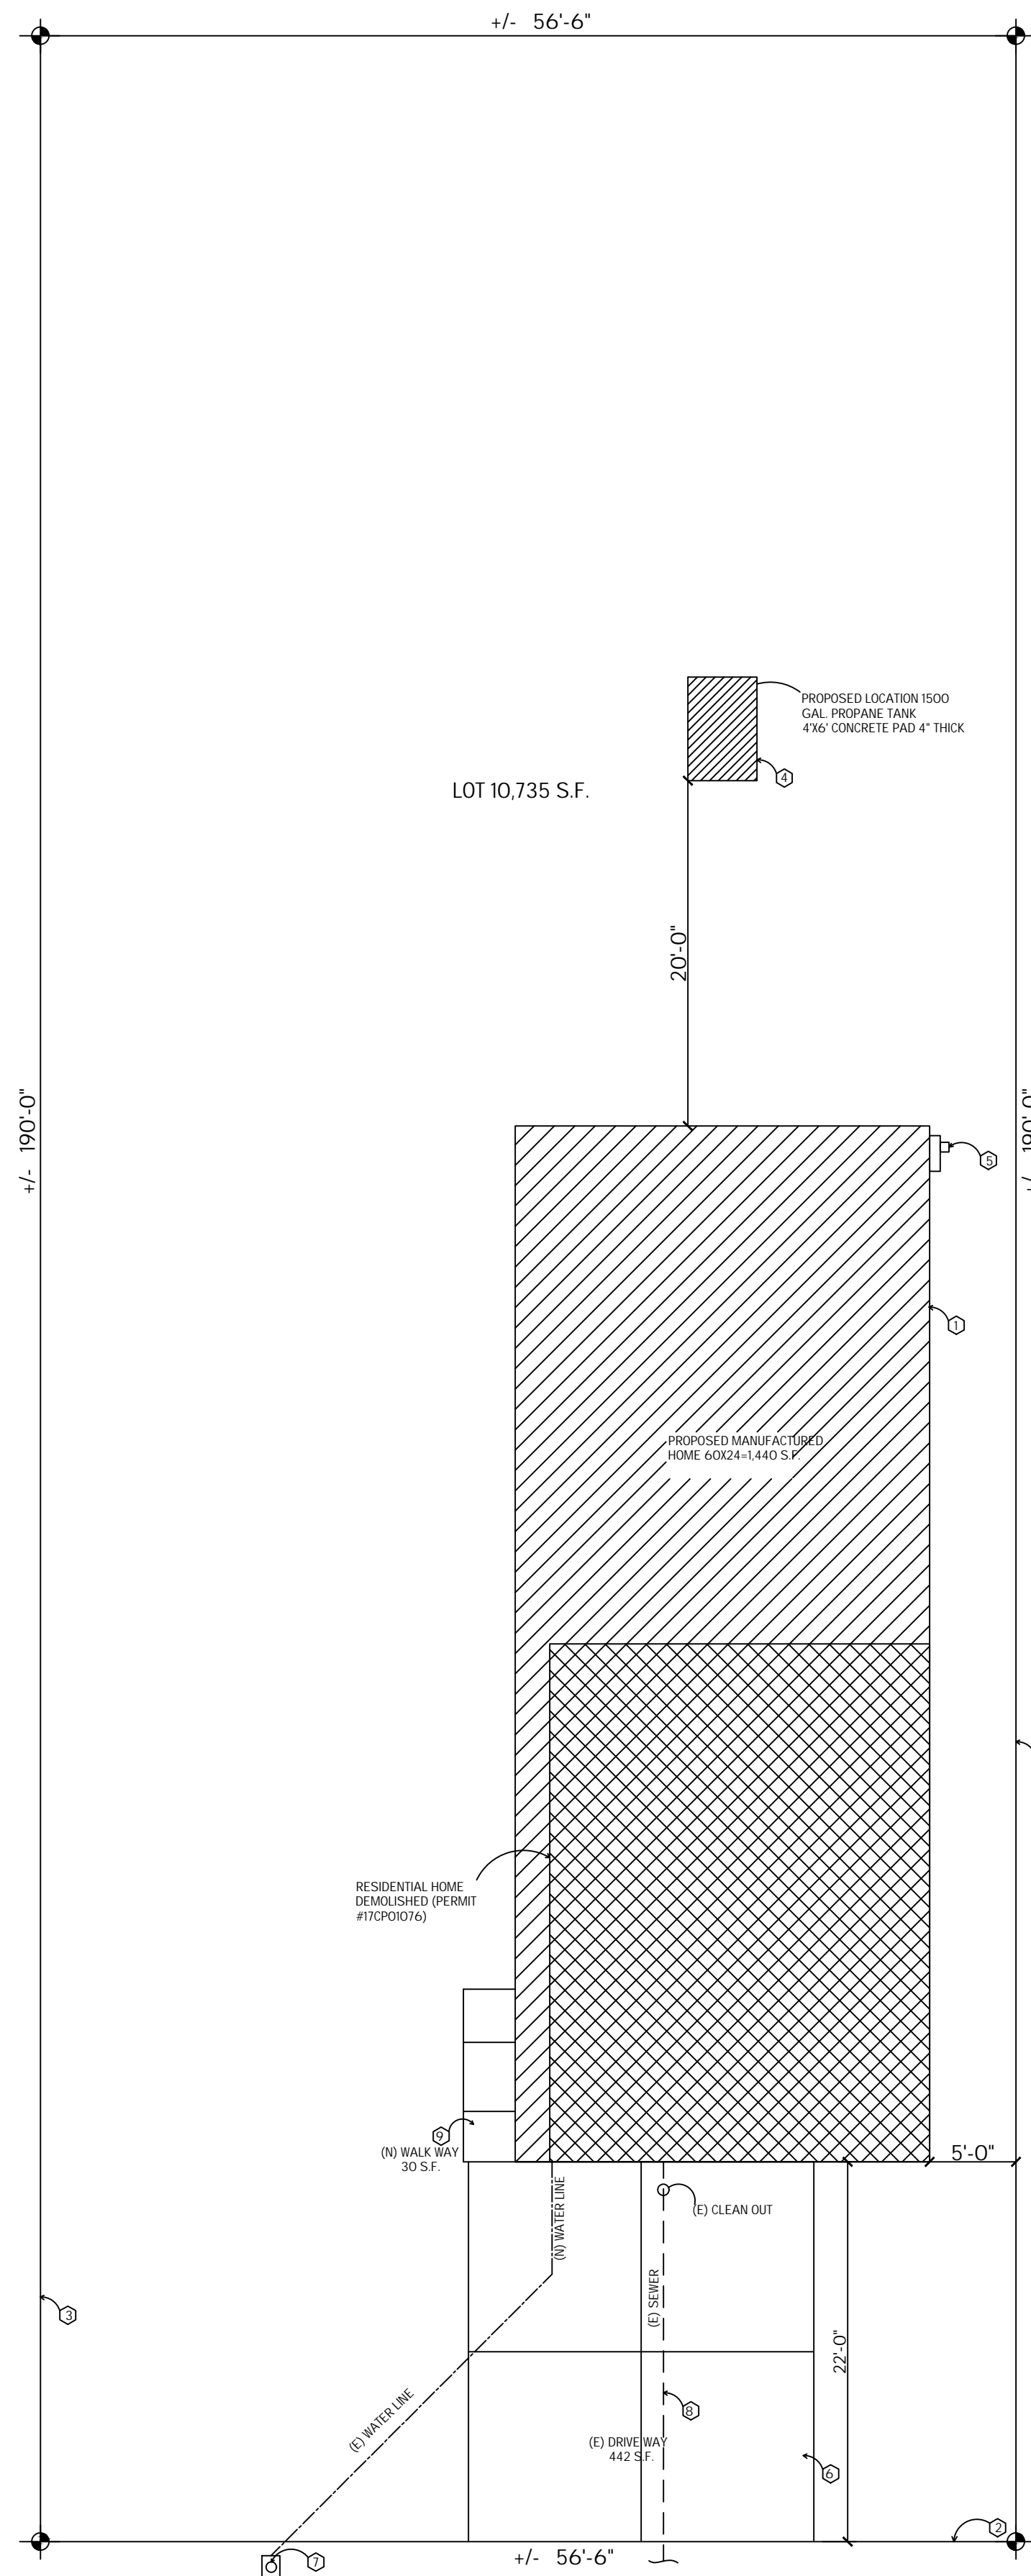 +/- 56'-6"
PROPOSED LOCATION 1500
GAL. PROPANE TANK
4'X6' CONCRETE PAD 4" THICK
4
LOT 10,735 S.F.
20'-0"
+/- 190'-0"
+/- 190'-0"
5
1
PROPOSED MANUFACTURED
HOME 60X24=1,440 S.F.
RESIDENTIAL HOME
DEMOLISHED (PERMIT
#17CP01076)
9
(N) WALK WAY
30 S.F.
5'-0"
(N) WATER LINE
(E) CLEAN OUT
(E) SEWER
3
22'-0"
(E) WATER LINE
8
(E) DRIVE WAY
442 S.F.
6
2
+/- 56'-6"
7